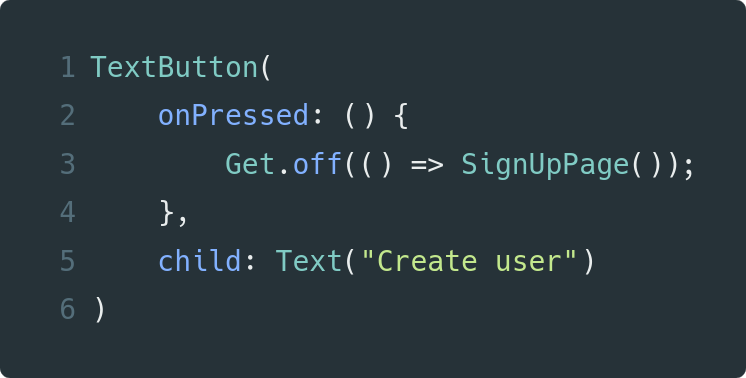 1 TextButton(
2     onPressed: () {
3         Get.off(() => SignUpPage());
4     },
5     child: Text("Create user")
6 )